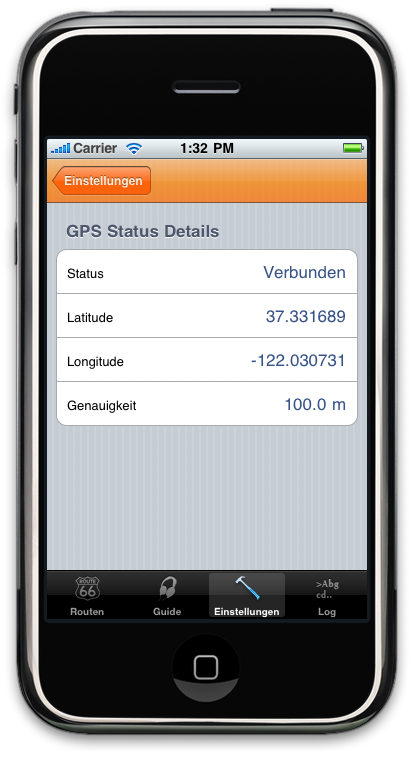 Carrier 1:32 PM
Einstellungen
GPS Status Details
Status Verbunden
Latitude 37.331689
Longitude -122.030731
Genauigkeit 100.0 m
ROUTE
66
>Abg
cd..
Routen Guide Einstellungen Log